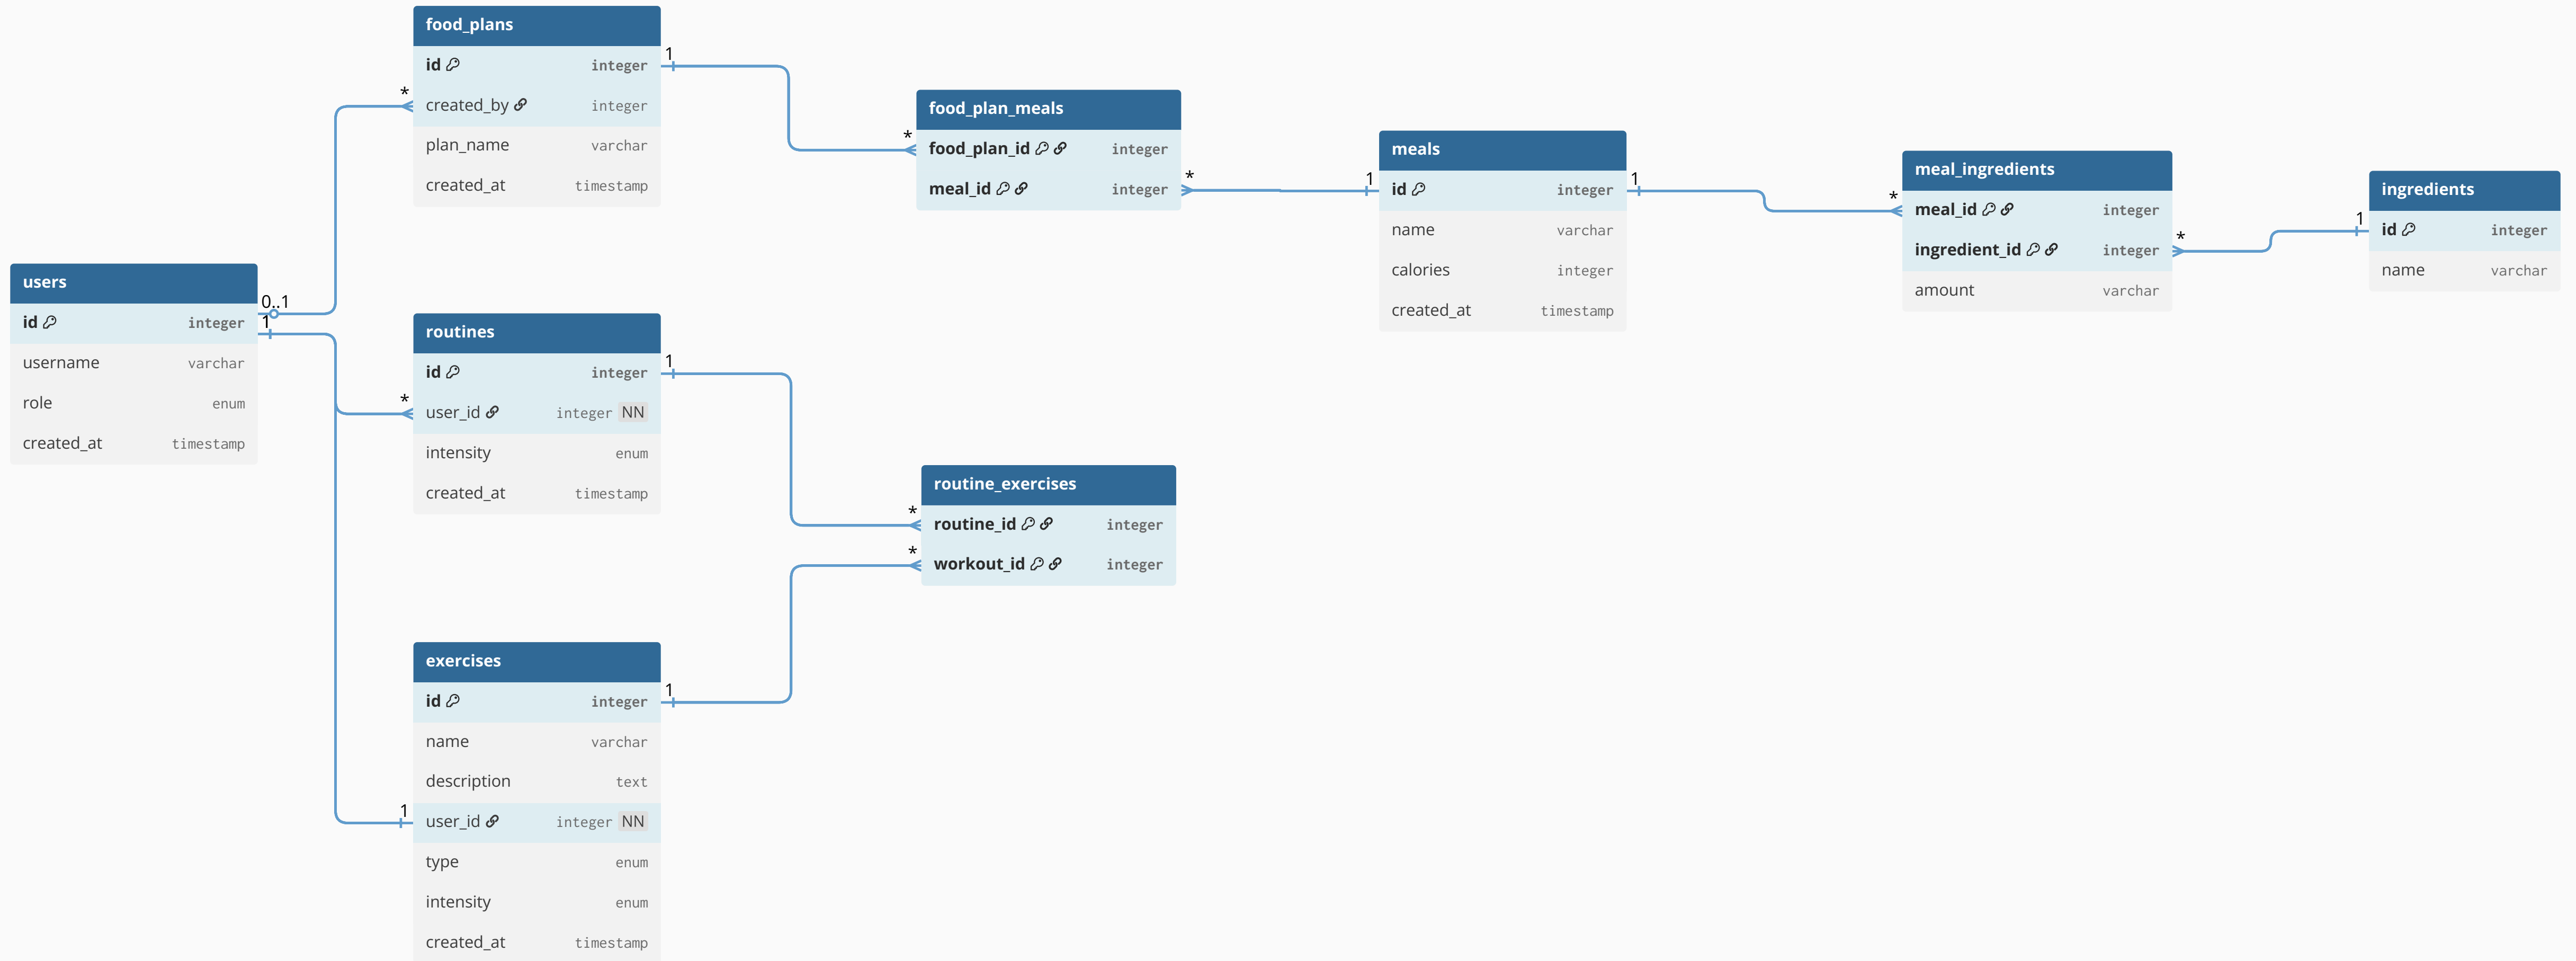 food_plans
id integer
created_by integer
plan_name varchar
created_at timestamp
1
*
food_plan_meals
food_plan_id integer
meal_id integer
*
*
1
meals
id integer
name varchar
calories integer
created_at timestamp
1
*
meal_ingredients
meal_id integer
ingredient_id integer
amount varchar
*
1
ingredients
id integer
name varchar
users
id integer
username varchar
role enum
created_at timestamp
0..1
1
*
routines
id integer
user_id integer NN
intensity enum
created_at timestamp
1
*
*
routine_exercises
routine_id integer
workout_id integer
exercises
id integer
name varchar
description text
user_id integer NN
type enum
intensity enum
created_at timestamp
1
1